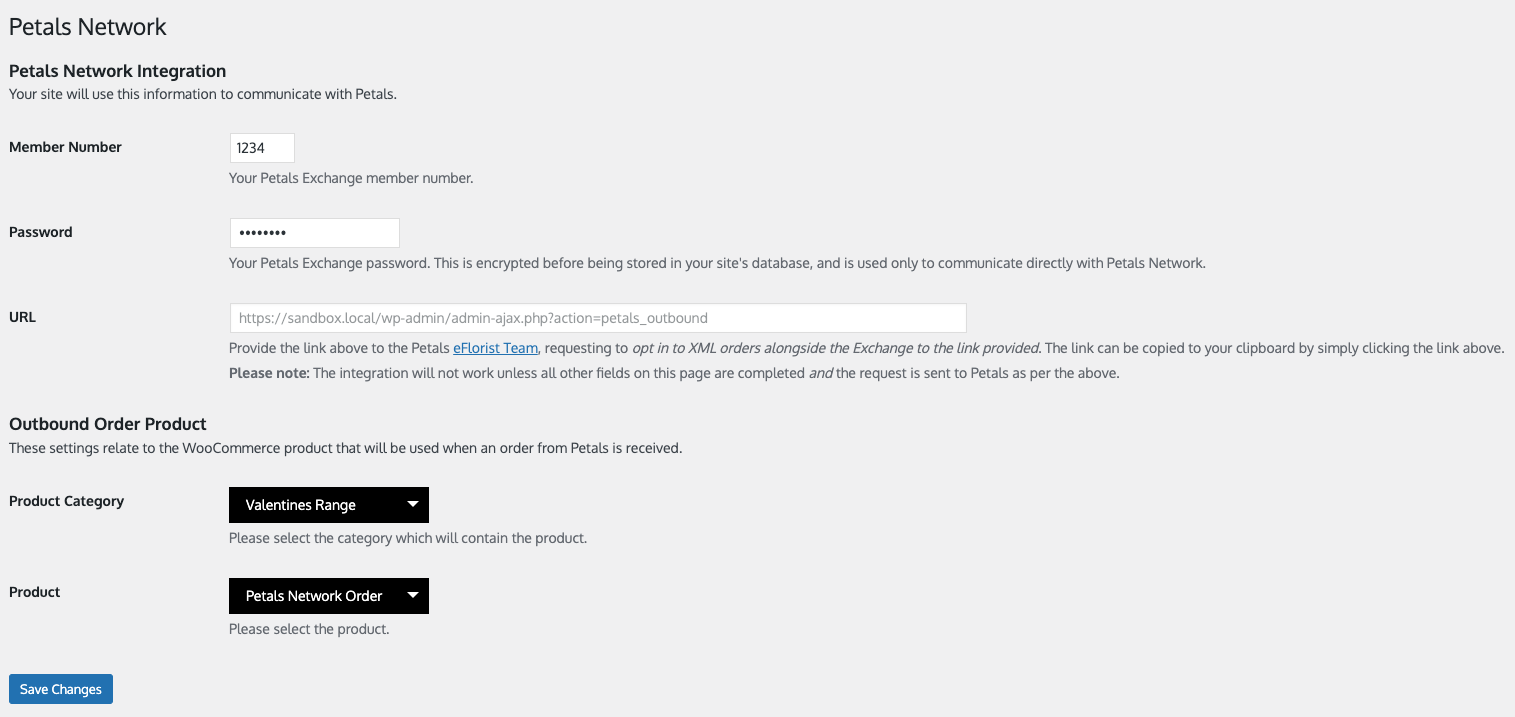 Petals Network
Petals Network Integration
Your site will use this information to communicate with Petals.
Member Number
1234
Your Petals Exchange member number.
Password
••••••••
Your Petals Exchange password. This is encrypted before being stored in your site's database, and is used only to communicate directly with Petals Network.
URL
https://sandbox.local/wp-admin/admin-ajax.php?action=petals_outbound
Provide the link above to the Petals eFlorist Team, requesting to opt in to XML orders alongside the Exchange to the link provided. The link can be copied to your clipboard by simply clicking the link above.
Please note: The integration will not work unless all other fields on this page are completed and the request is sent to Petals as per the above.
Outbound Order Product
These settings relate to the WooCommerce product that will be used when an order from Petals is received.
Product Category
Valentines Range
Please select the category which will contain the product.
Product
Petals Network Order
Please select the product.
Save Changes